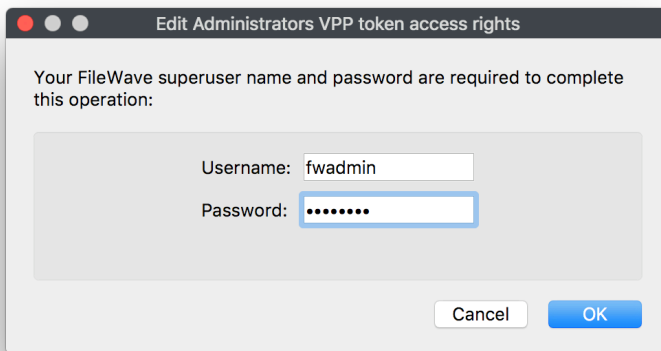 Edit Administrators VPP token access rights
Your FileWave superuser name and password are required to complete
this operation:
Username: fwadmin
Password: ••••••••
Cancel OK